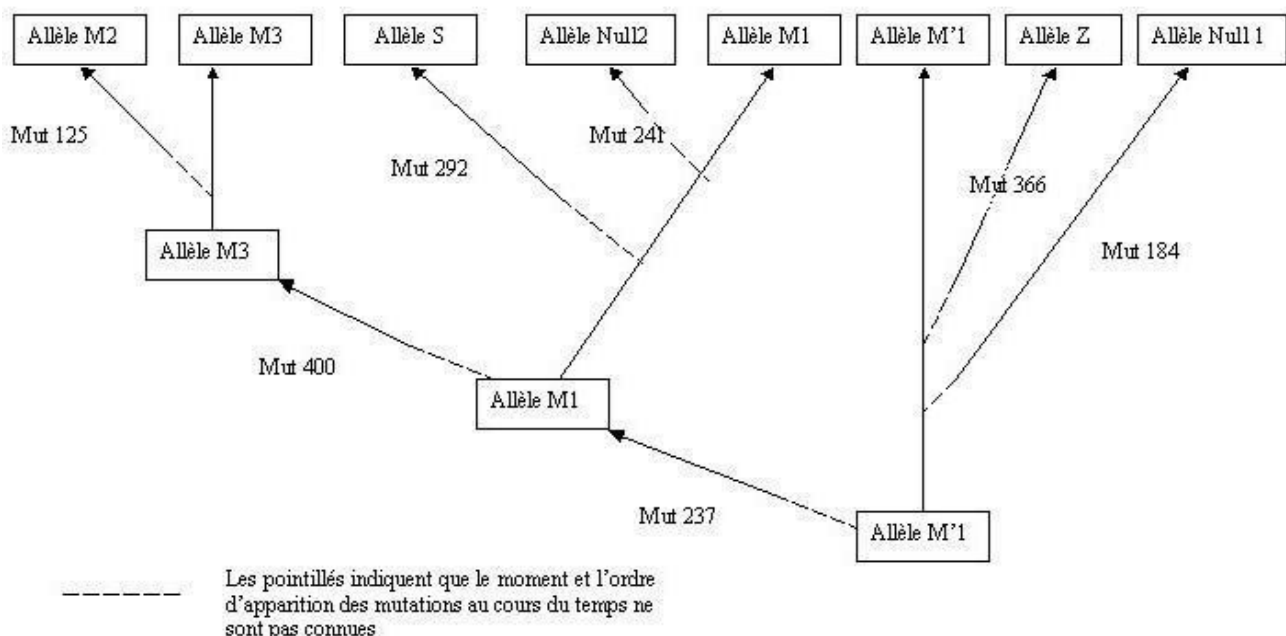 Allèle M2
Allèle M3
Allèle S
Allèle Null2
Allèle M1
Allèle M’1
Allèle Z
Allèle Null 1
Mut 125
Mut 292
Mut 241
Mut 366
Mut 184
Allèle M3
Mut 400
Allèle M1
Mut 237
Allèle M’1
Les pointillés indiquent que le moment et l’ordre
d’apparition des mutations au cours du temps ne
sont pas connues